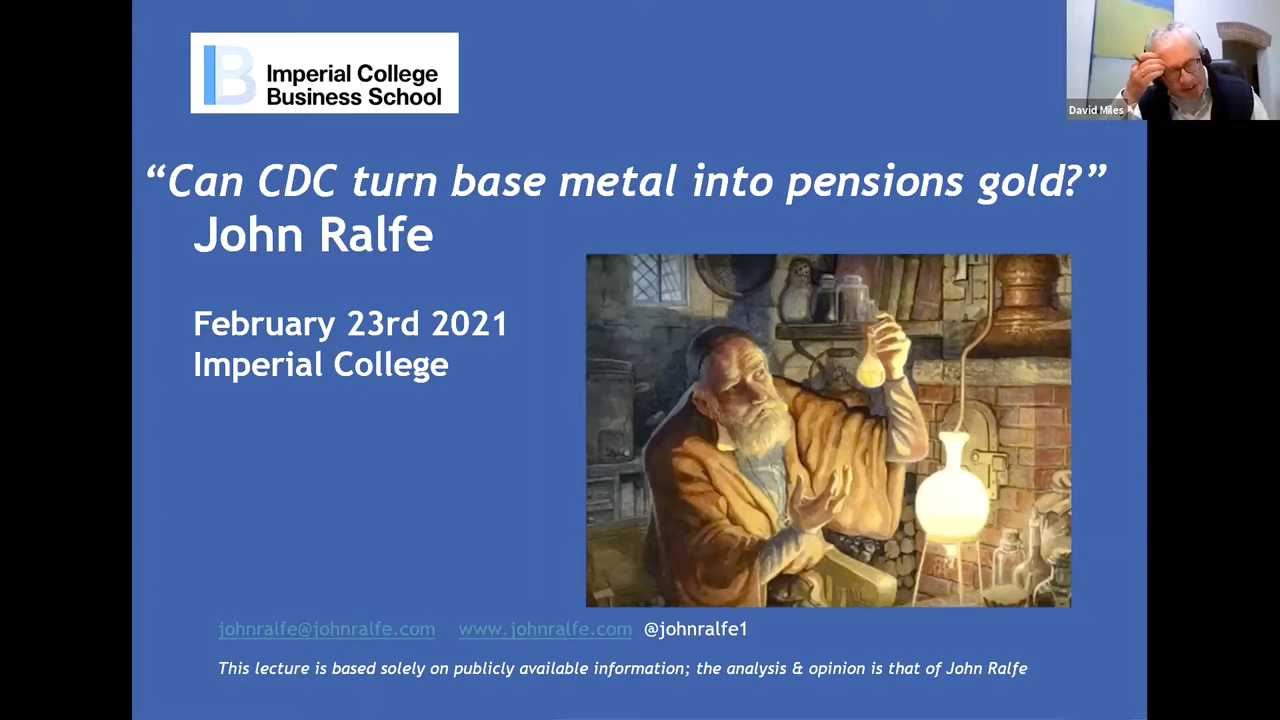 Imperial College
Business School
David Miles
“Can CDC turn base metal into pensions gold?”
John Ralfe
February 23rd 2021
Imperial College
johnralfe@johnralfe.com www.johnralfe.com @johnralfe1
This lecture is based solely on publicly available information; the analysis & opinion is that of John Ralfe